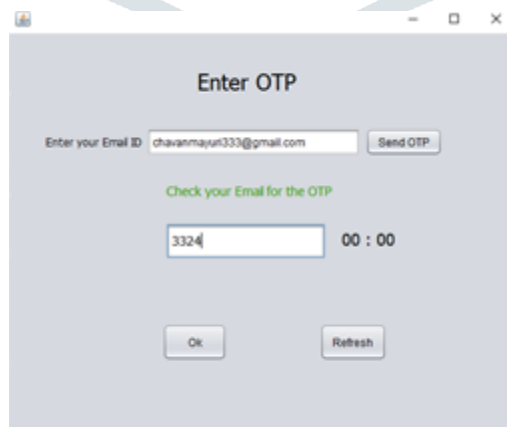 Enter OTP
Enter your Email ID chavanmayuri333@gmail.com Send OTP
Check your Email for the OTP
3324 00 : 00
Ok Refresh